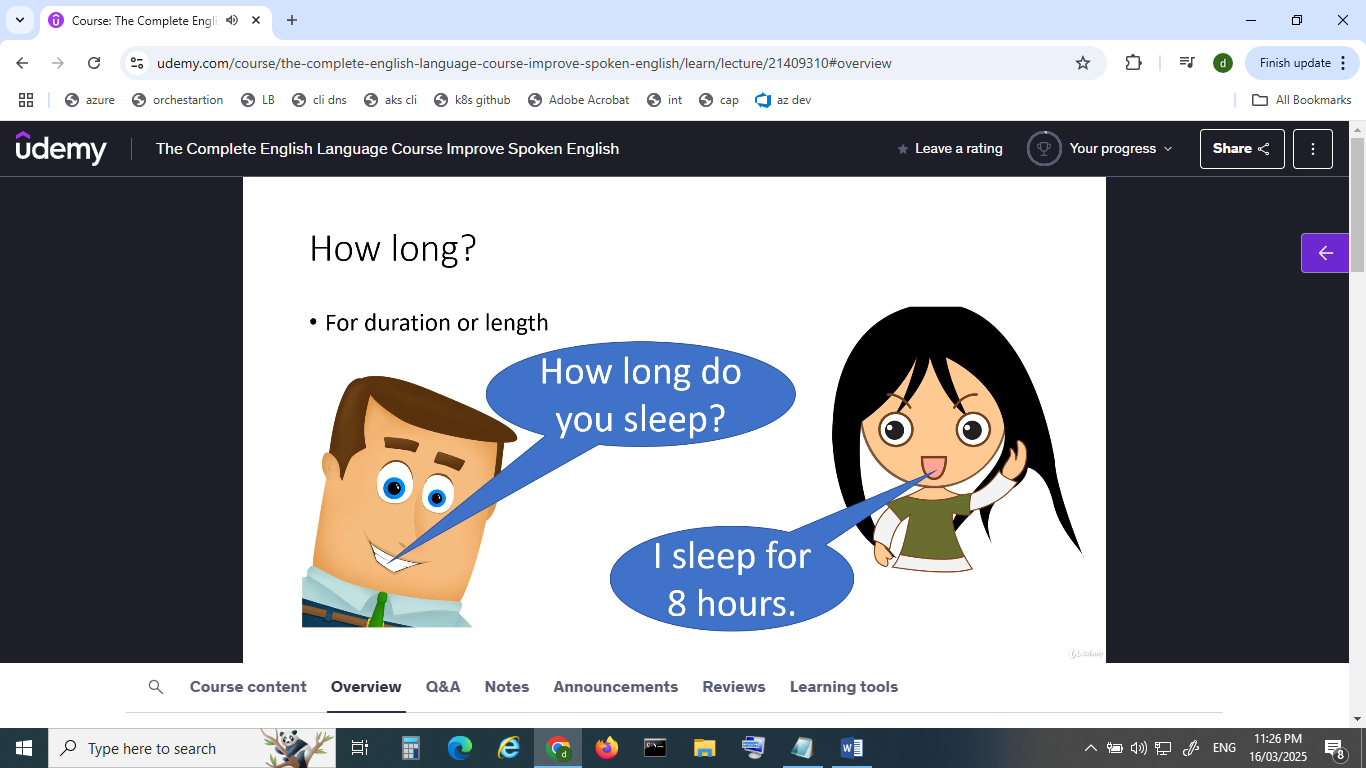 Course: The Complete Engli
udemy.com/course/the-complete-english-language-course-improve-spoken-english/learn/lecture/21409310#overview
d
Finish update
azure
orchestartion
LB
cli dns
aks cli
k8s github
Adobe Acrobat
int
cap
az dev
All Bookmarks
udemy
The Complete English Language Course Improve Spoken English
Leave a rating
Your progress
Share
How long?
• For duration or length
How long do
you sleep?
I sleep for
8 hours.
Udemy
Course content
Overview
Q&A
Notes
Announcements
Reviews
Learning tools
Type here to search
ENG
11:26 PM
16/03/2025
8